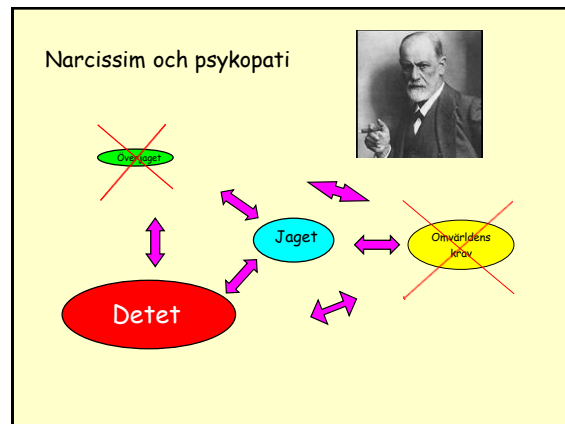 Narcissim och psykopati
Överjaget
Jaget
Omvärldens
krav
Detet